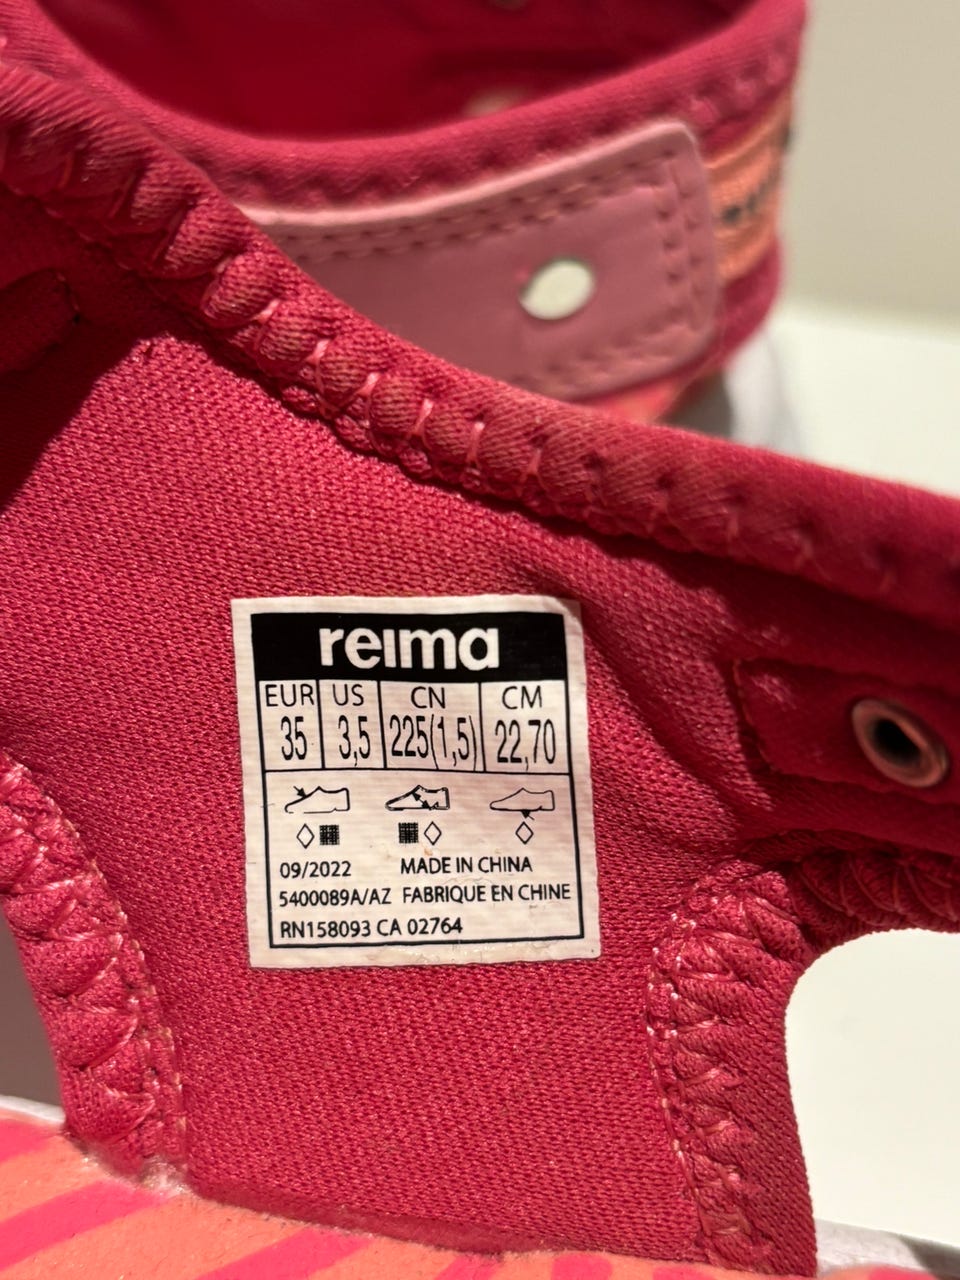 reima
EUR US CN CM
35 3,5 225(1,5) 22,70
09/2022 MADE IN CHINA
5400089A/AZ FABRIQUE EN CHINE
RN158093 CA 02764